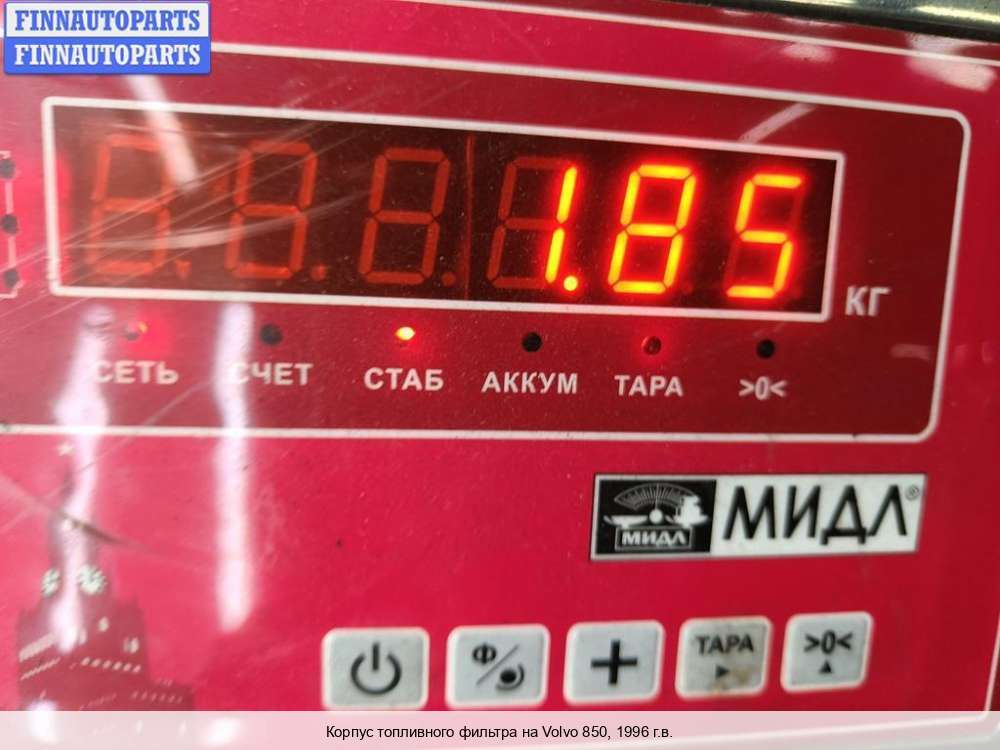 FINNAUTOPARTS
FINNAUTOPARTS
1.85
КГ
СЕТЬ СЧЕТ СТАБ АККУМ ТАРА >0<
МИДЛ МИДЛ®
Ф + ТАРА >0<
Корпус топливного фильтра на Volvo 850, 1996 г.в.